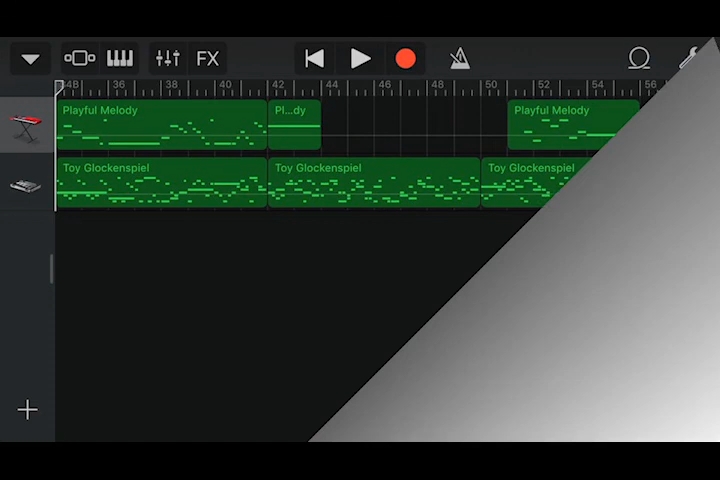 FX
34B 36 38 40 42 44 46 48 50 52 54 56
Playful Melody Pl...dy Playful Melody
Toy Glockenspiel Toy Glockenspiel Toy Glockenspiel